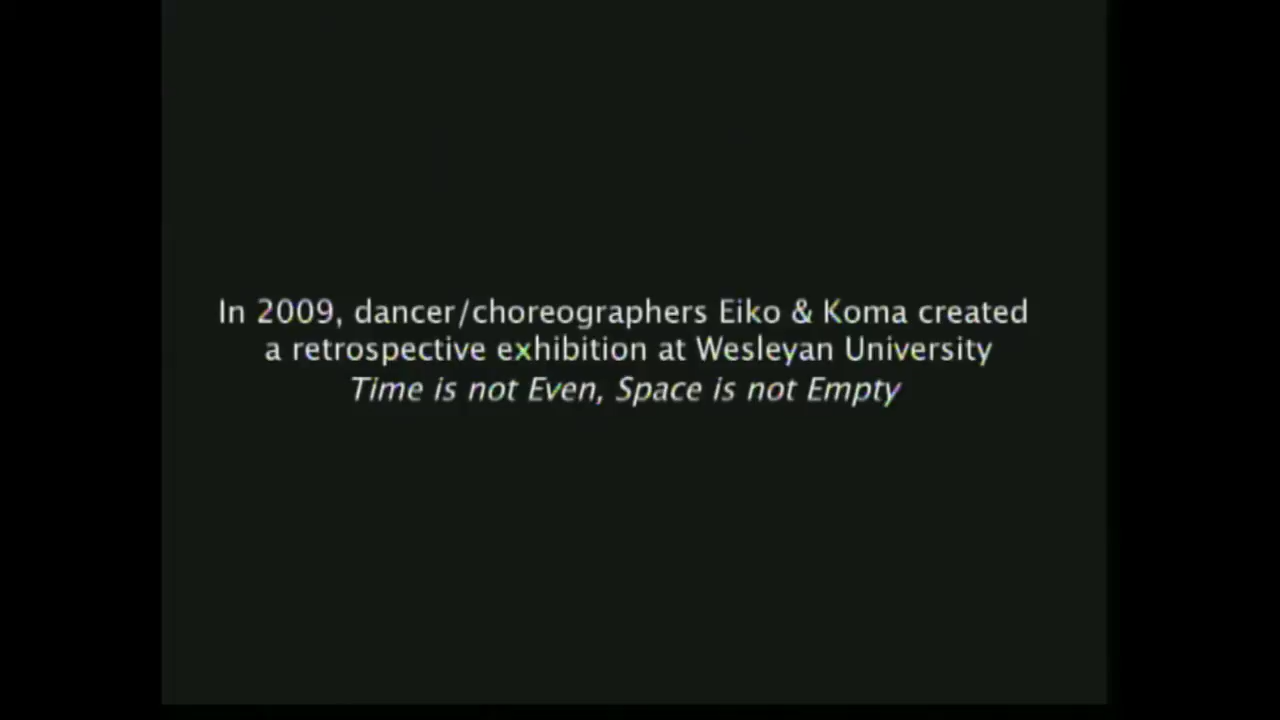 In 2009, dancer/choreographers Eiko & Koma created
a retrospective exhibition at Wesleyan University
Time is not Even, Space is not Empty